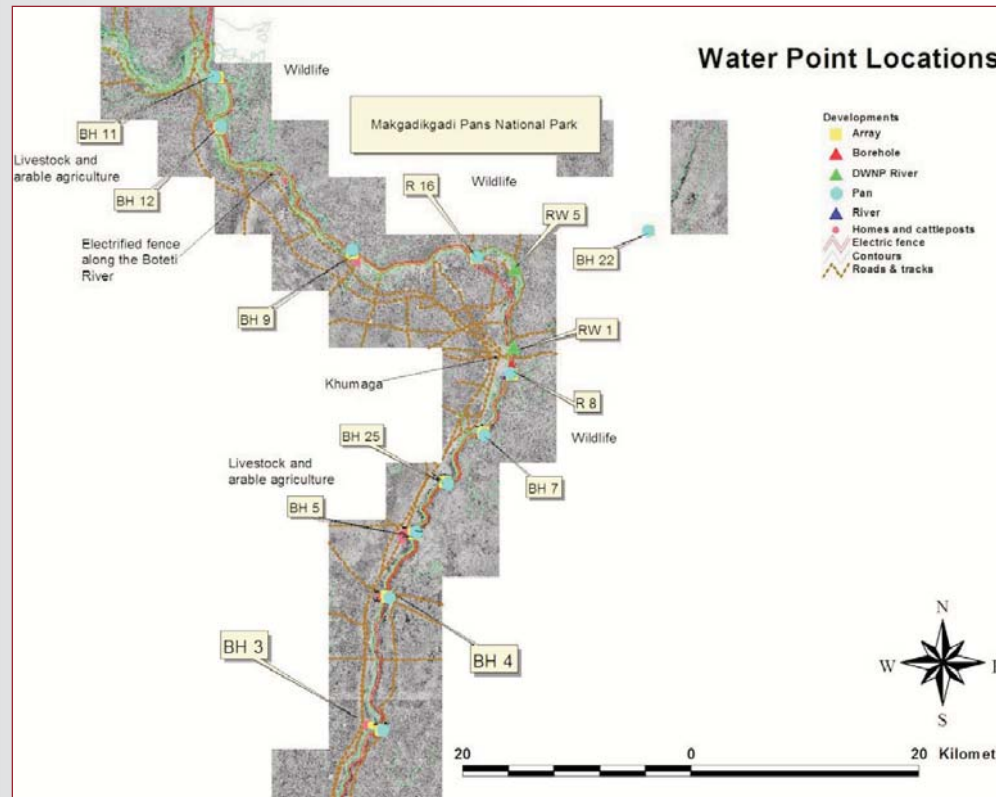 Water Point Locations
Wildlife
Makgadikgadi Pans National Park
BH 11
Livestock and
arable agriculture
BH 12
R 16
Wildlife
RW 5
BH 22
Electrified fence
along the Boteti
River
BH 9
RW 1
Khumaga
R 8
BH 25
Wildlife
Livestock and
arable agriculture
BH 7
BH 5
BH 3
BH 4
Developments
Array
Borehole
DWNP River
Pan
River
Homes and cattleposts
Electric fence
Contours
Roads & tracks
N
W
S
20 0 20 Kilomet